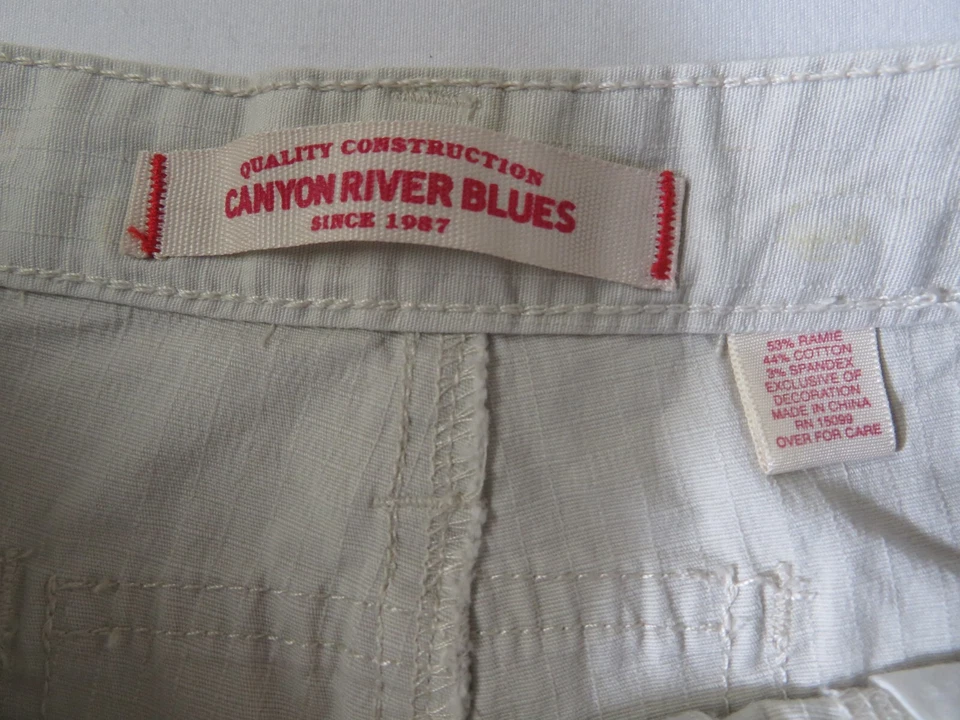 QUALITY CONSTRUCTION
CANYON RIVER BLUES
SINCE 1987
53% RAMIE
44% COTTON
3% SPANDEX
EXCLUSIVE OF
DECORATION
MADE IN CHINA
RN 15099
OVER FOR CARE